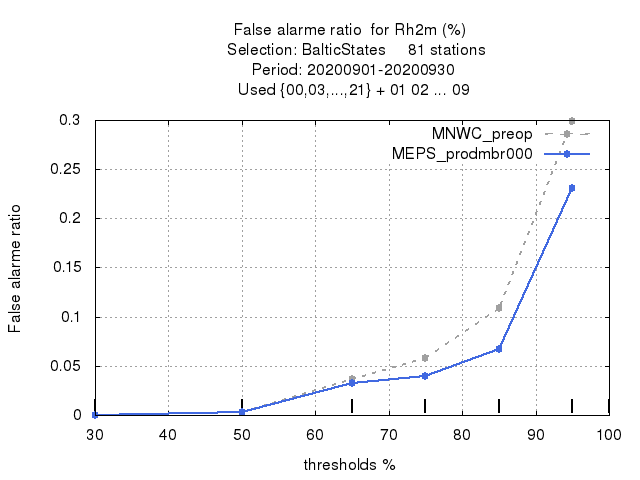 False alarme ratio  for Rh2m (%)
Selection: BalticStates     81 stations
Period: 20200901-20200930
Used {00,03,...,21} + 01 02 ... 09
MNWC_preop
MEPS_prodmbr000
False alarme ratio
0.3
0.25
0.2
0.15
0.1
0.05
0
30 40 50 60 70 80 90 100
thresholds %